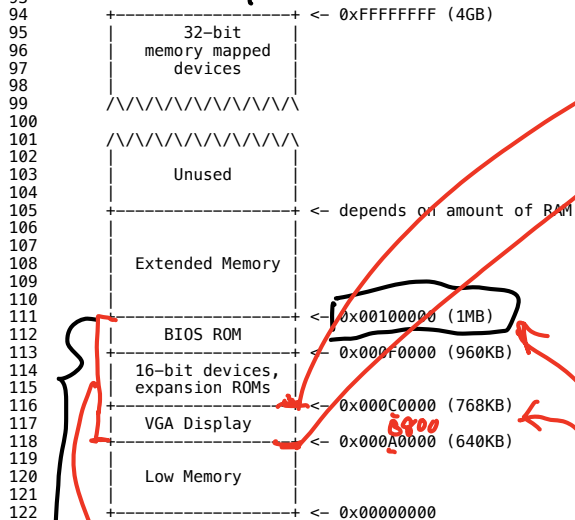 94 +------------------+ <- 0xFFFFFFFF (4GB)
95 | 32-bit |
96 | memory mapped |
97 | devices |
98 | |
99 /\/\/\/\/\/\/\/\/\/\
100
101 /\/\/\/\/\/\/\/\/\/\
102 | |
103 | Unused |
104 | |
105 +------------------+ <- depends on amount of RAM
106 | |
107 | |
108 | Extended Memory |
109 | |
110 | |
111 +------------------+ <- 0x00100000 (1MB)
112 | BIOS ROM |
113 +------------------+ <- 0x000F0000 (960KB)
114 | 16-bit devices, |
115 | expansion ROMs |
116 +------------------+ <- 0x000C0000 (768KB)
117 | VGA Display |
B800
118 +------------------+ <- 0x000A0000 (640KB)
119 | |
120 | Low Memory |
121 | |
122 +------------------+ <- 0x00000000